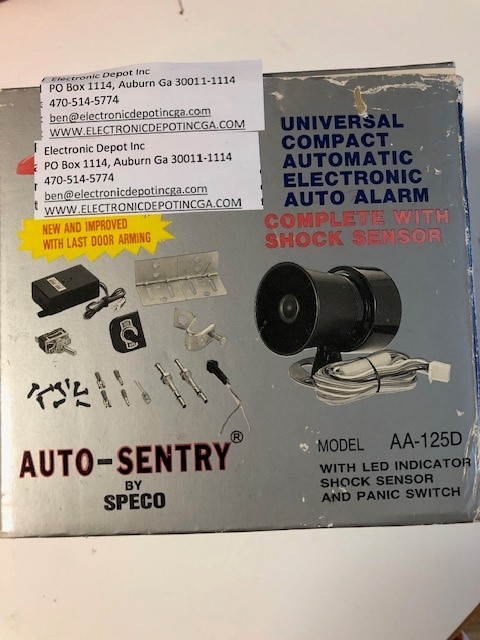 Electronic Depot Inc
PO Box 1114, Auburn Ga 30011-1114
470-514-5774
ben@electronicdepotincga.com
WWW.ELECTRONICDEPOTINCGA.COM
Electronic Depot Inc
PO Box 1114, Auburn Ga 30011-1114
470-514-5774
ben@electronicdepotincga.com
WWW.ELECTRONICDEPOTINCGA.COM
NEW AND IMPROVED
WITH LAST DOOR ARMING
UNIVERSAL
COMPACT
AUTOMATIC
ELECTRONIC
AUTO ALARM
COMPLETE WITH
SHOCK SENSOR
AUTO-SENTRY®
BY
SPECO
MODEL AA-125D
WITH LED INDICATOR
SHOCK SENSOR
AND PANIC SWITCH